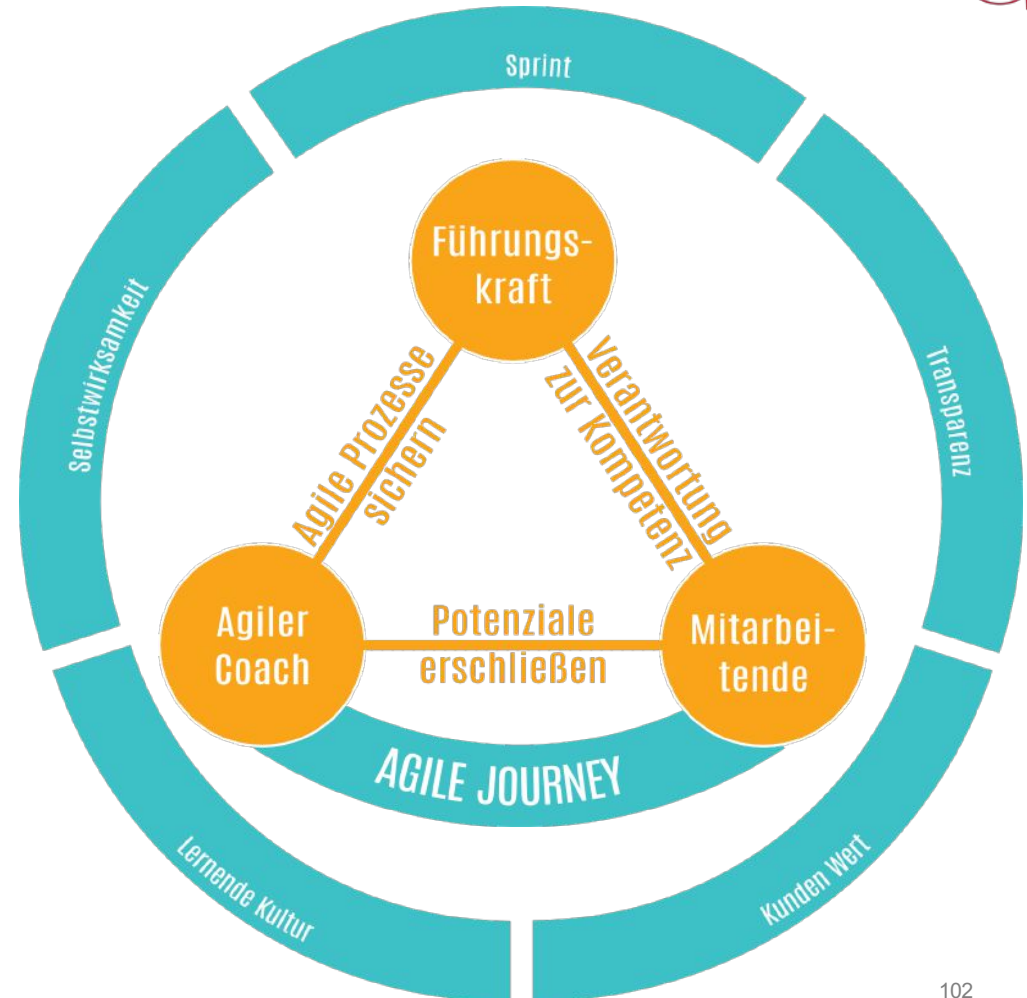 Sprint
Führungs-
kraft
Selbstwirksamkeit
Transparenz
Agile Prozesse
sichern
Verantwortung
zur Kompetenz
Agiler
Coach
Potenziale
erschließen
Mitarbei-
tende
AGILE JOURNEY
Lernende Kultur
Kunden Wert
102